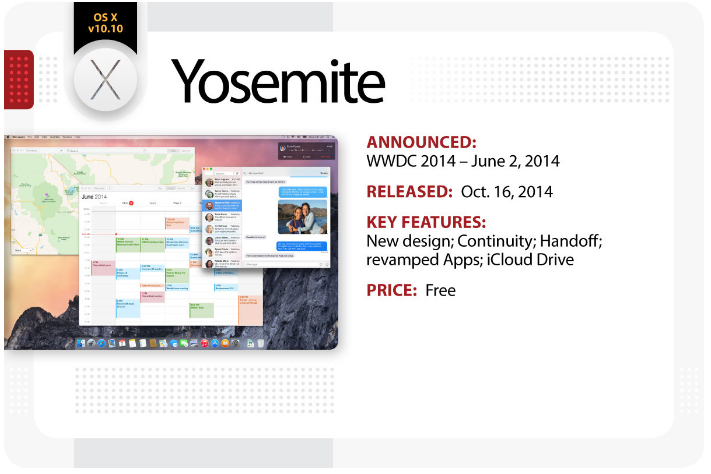 OS X
v10.10
Yosemite
June 2014
ANNOUNCED:
WWDC 2014 – June 2, 2014
RELEASED: Oct. 16, 2014
KEY FEATURES:
New design; Continuity; Handoff;
revamped Apps; iCloud Drive
PRICE: Free